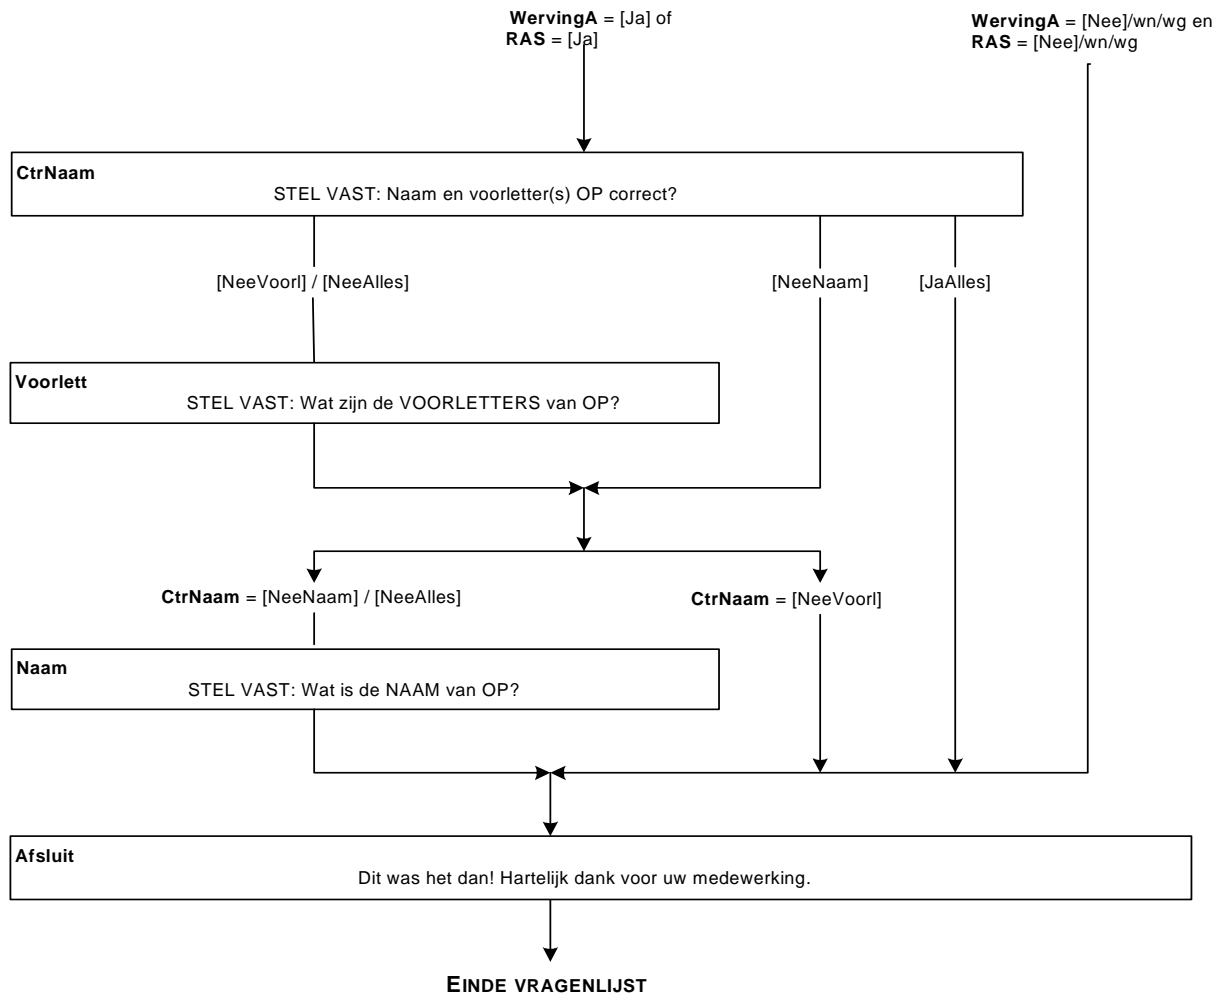 WervingA = [Ja] of
RAS = [Ja]
WervingA = [Nee]/wn/wg en
RAS = [Nee]/wn/wg
CtrNaam
STEL VAST: Naam en voorletter(s) OP correct?
[NeeVoorl] / [NeeAlles]
[NeeNaam]
[JaAlles]
Voorlett
STEL VAST: Wat zijn de VOORLETTERS van OP?
CtrNaam = [NeeNaam] / [NeeAlles]
CtrNaam = [NeeVoorl]
Naam
STEL VAST: Wat is de NAAM van OP?
Afsluit
Dit was het dan! Hartelijk dank voor uw medewerking.
EINDE VRAGENLIJST